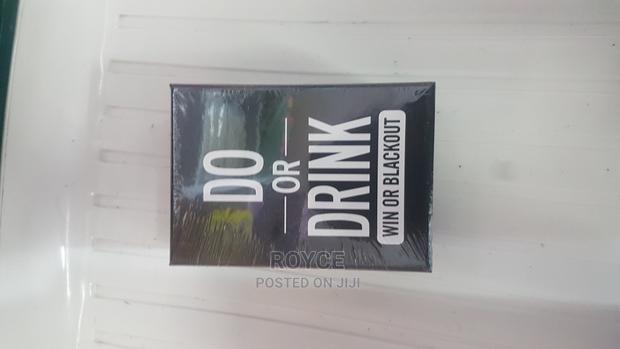 DO
OR
DRINK
WIN OR BLACKOUT
ROYCE
POSTED ON JIJI